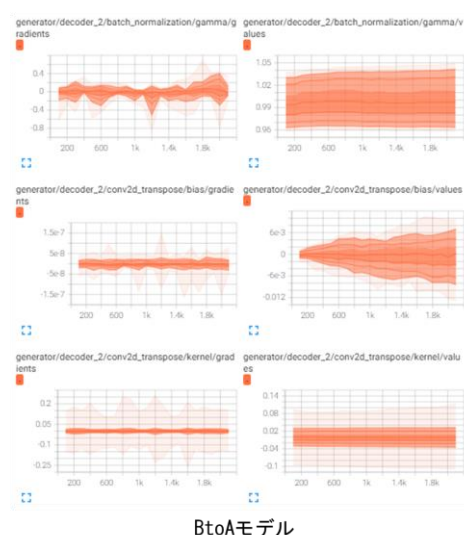 generator/decoder_2/batch_normalization/gamma/g
radients
generator/decoder_2/batch_normalization/gamma/v
alues
0.4
0
-0.4
-0.8
200 600 1k 1.4k 1.8k
1.05
1.02
0.99
0.96
200 600 1k 1.4k 1.8k
generator/decoder_2/conv2d_transpose/bias/gradie
nts
generator/decoder_2/conv2d_transpose/bias/values
1.5e-7
5e-8
-5e-8
-1.5e-7
200 600 1k 1.4k 1.8k
6e-3
0
-6e-3
-0.012
200 600 1k 1.4k 1.8k
generator/decoder_2/conv2d_transpose/kernel/grad
ients
generator/decoder_2/conv2d_transpose/kernel/valu
es
0.2
0.05
-0.1
-0.25
200 600 1k 1.4k 1.8k
0.14
0.08
0.02
-0.04
-0.1
200 600 1k 1.4k 1.8k
BtoAモデル